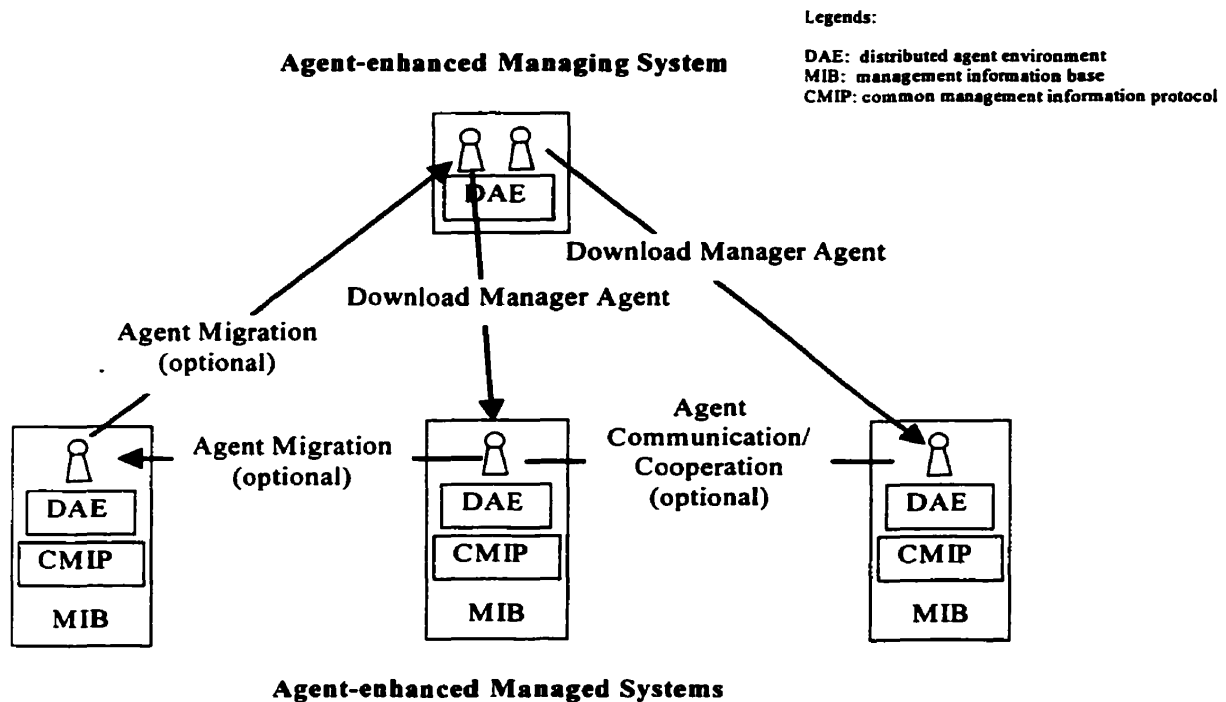 Legends:
DAE: distributed agent environment
MIB: management information base
CMIP: common management information protocol
Agent-enhanced Managing System
DAE
Download Manager Agent
Download Manager Agent
Agent Migration
(optional)
Agent Migration
(optional)
Agent
Communication/
Cooperation
(optional)
DAE
CMIP
MIB
DAE
CMIP
MIB
DAE
CMIP
MIB
Agent-enhanced Managed Systems